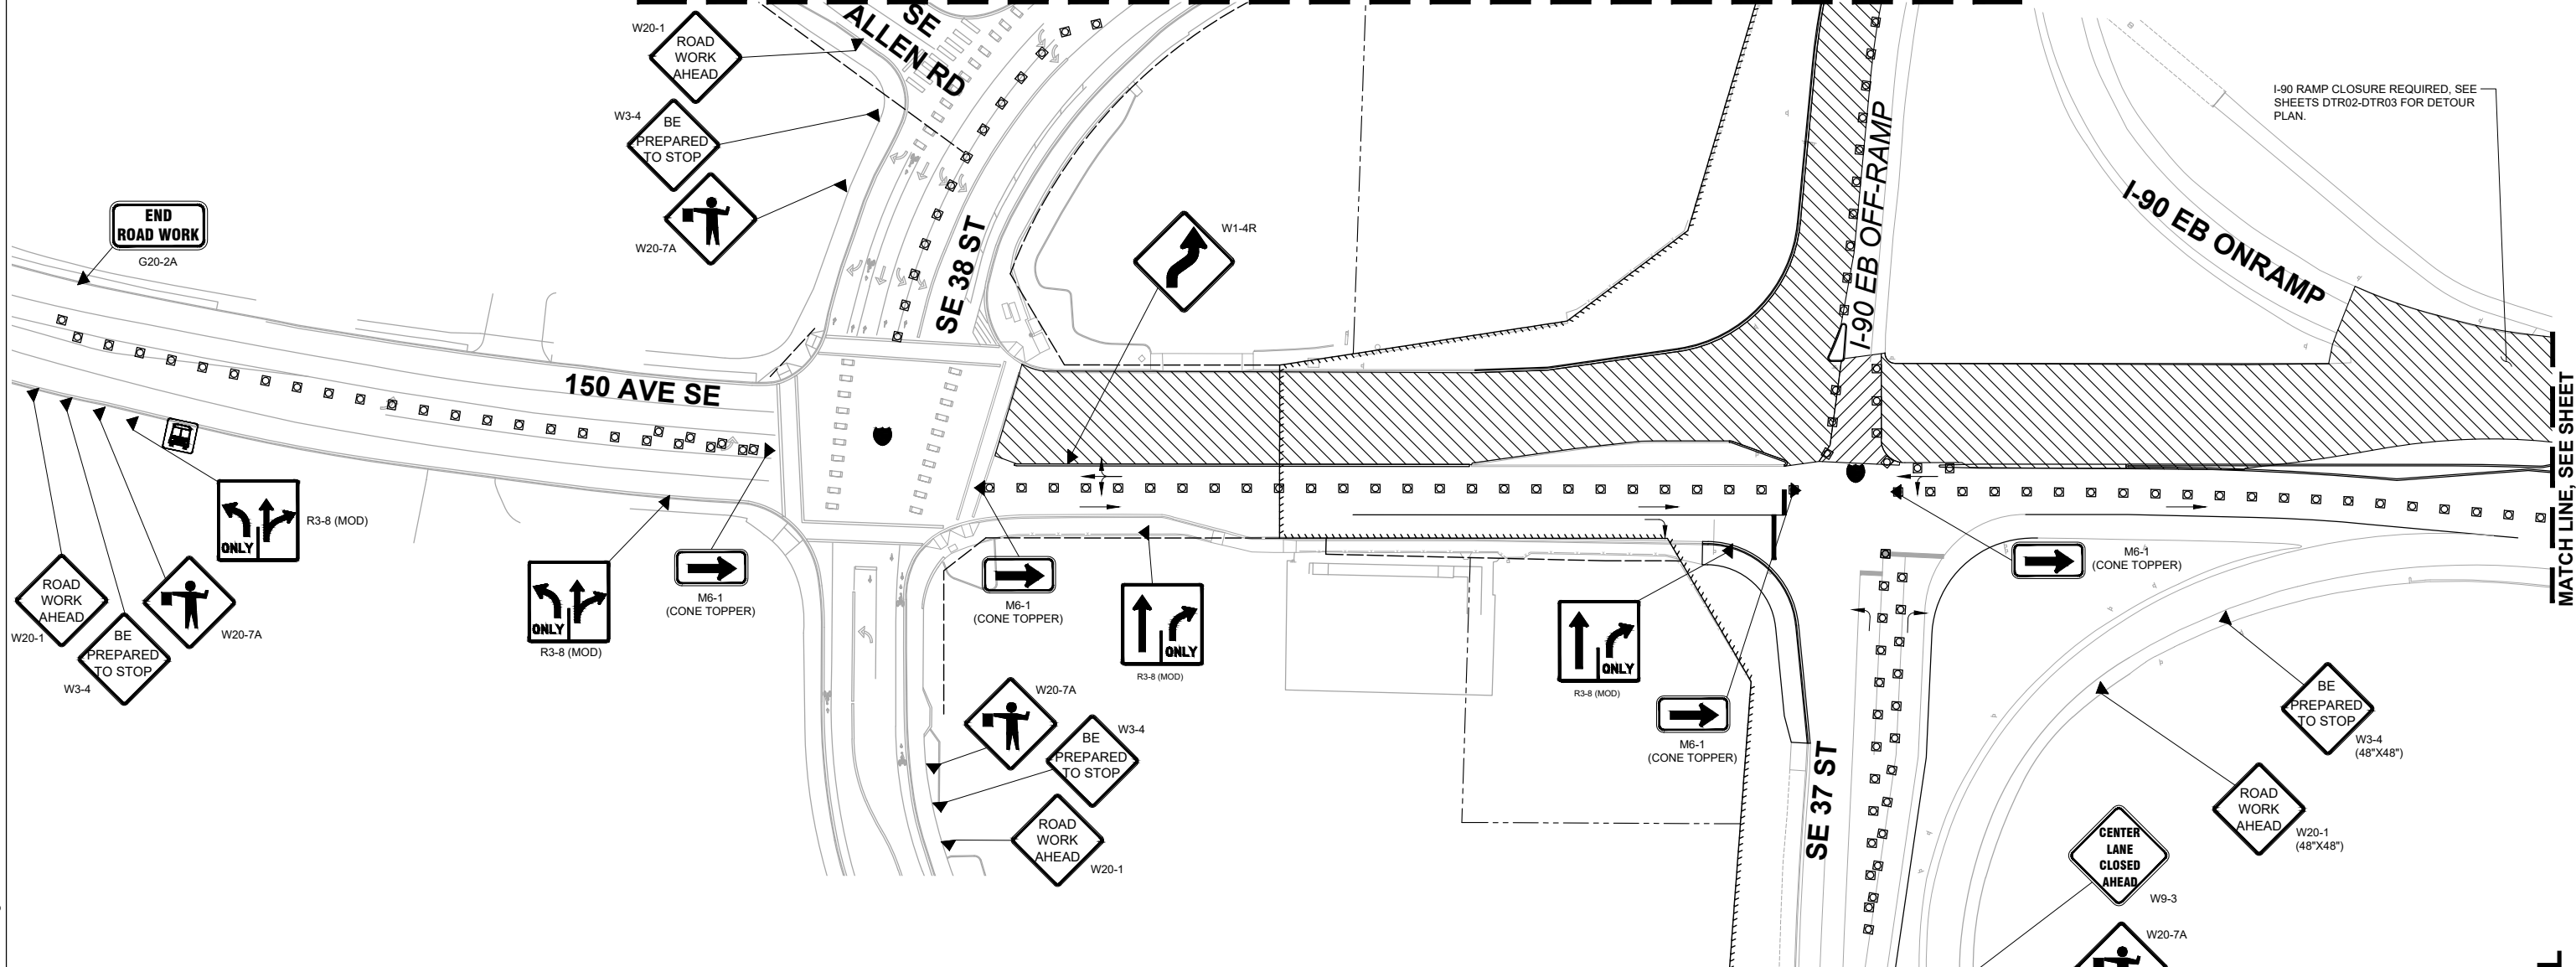 W20-1
ROAD
WORK
AHEAD
SE
ALLEN RD
W3-4
BE
PREPARED
TO STOP
W20-7A
SE 38 ST
END
ROAD WORK
G20-2A
150 AVE SE
W1-4R
I-90 EB OFF-RAMP
I-90 EB ONRAMP
I-90 RAMP CLOSURE REQUIRED, SEE
SHEETS DTR02-DTR03 FOR DETOUR
PLAN.
MATCH LINE, SEE SHEET
ONLY
R3-8 (MOD)
ROAD
WORK
AHEAD
W20-1
BE
PREPARED
TO STOP
W3-4
W20-7A
ONLY
R3-8 (MOD)
M6-1
(CONE TOPPER)
M6-1
(CONE TOPPER)
ONLY
R3-8 (MOD)
W20-7A
BE
PREPARED
TO STOP
W3-4
ROAD
WORK
AHEAD
W20-1
ONLY
R3-8 (MOD)
M6-1
(CONE TOPPER)
M6-1
(CONE TOPPER)
SE 37 ST
BE
PREPARED
TO STOP
W3-4
(48"X48")
ROAD
WORK
AHEAD
W20-1
(48"X48")
CENTER
LANE
CLOSED
AHEAD
W9-3
W20-7A